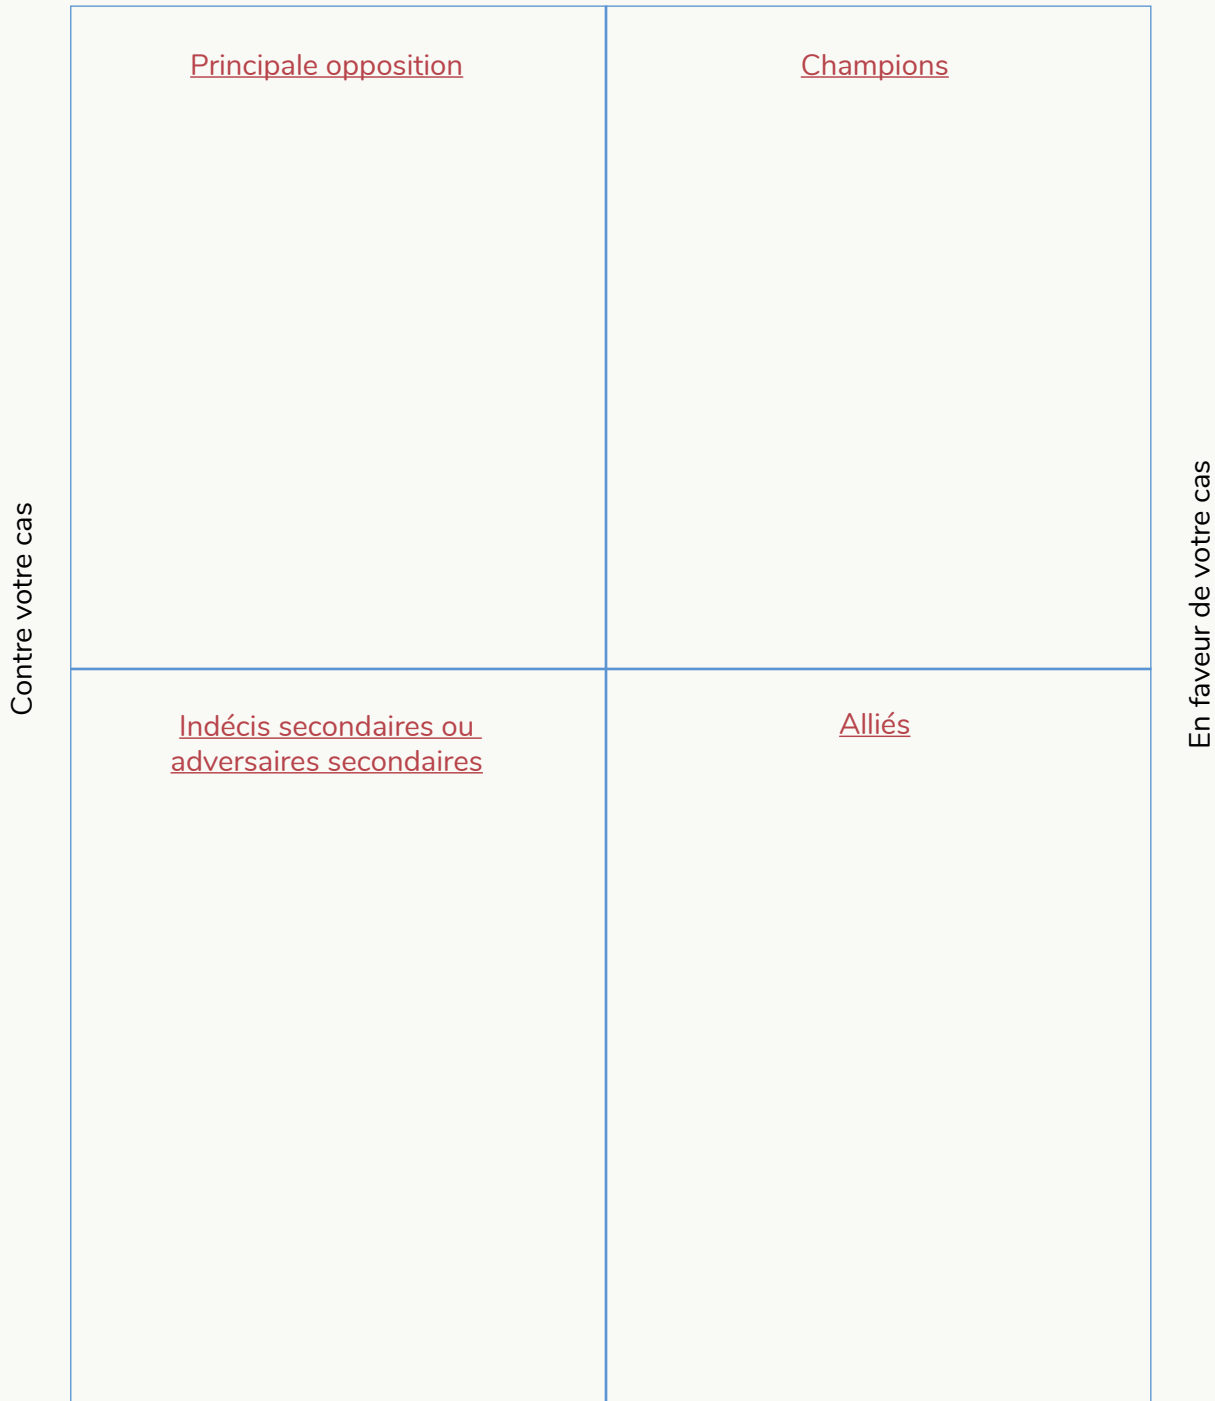 Principale opposition
Champions
Contre votre cas
En faveur de votre cas
Indécis secondaires ou
adversaires secondaires
Alliés